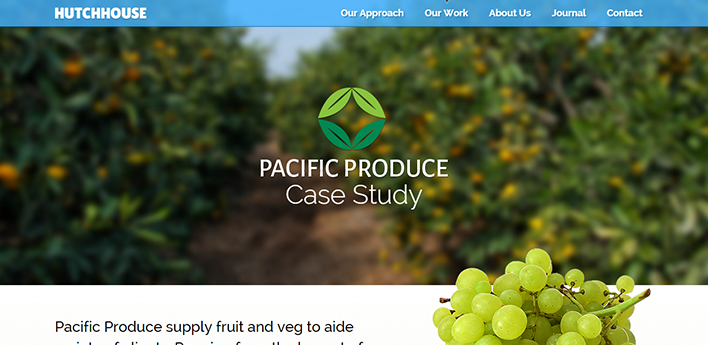 HUTCHHOUSE
Our Approach Our Work About Us Journal Contact
PACIFIC PRODUCE
Case Study
Pacific Produce supply fruit and veg to aide